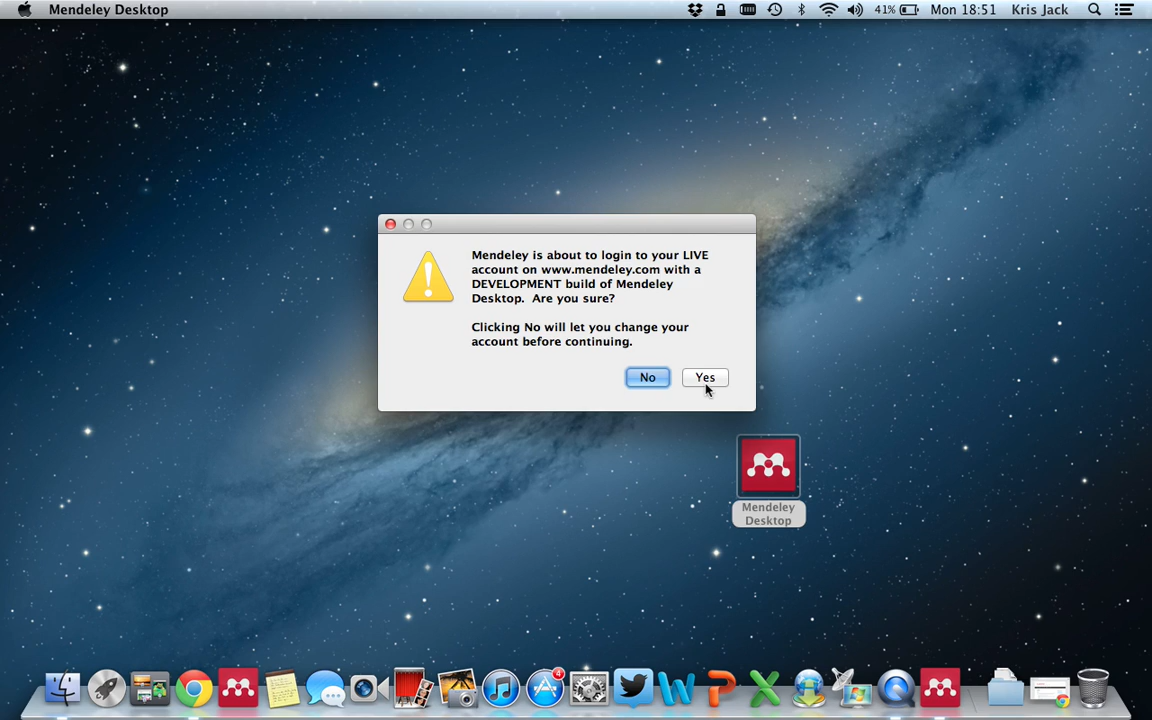 Mendeley Desktop
41%
Mon 18:51
Kris Jack
Mendeley is about to login to your LIVE
account on www.mendeley.com with a
DEVELOPMENT build of Mendeley
Desktop. Are you sure?
Clicking No will let you change your
account before continuing.
No
Yes
Mendeley
Desktop
4